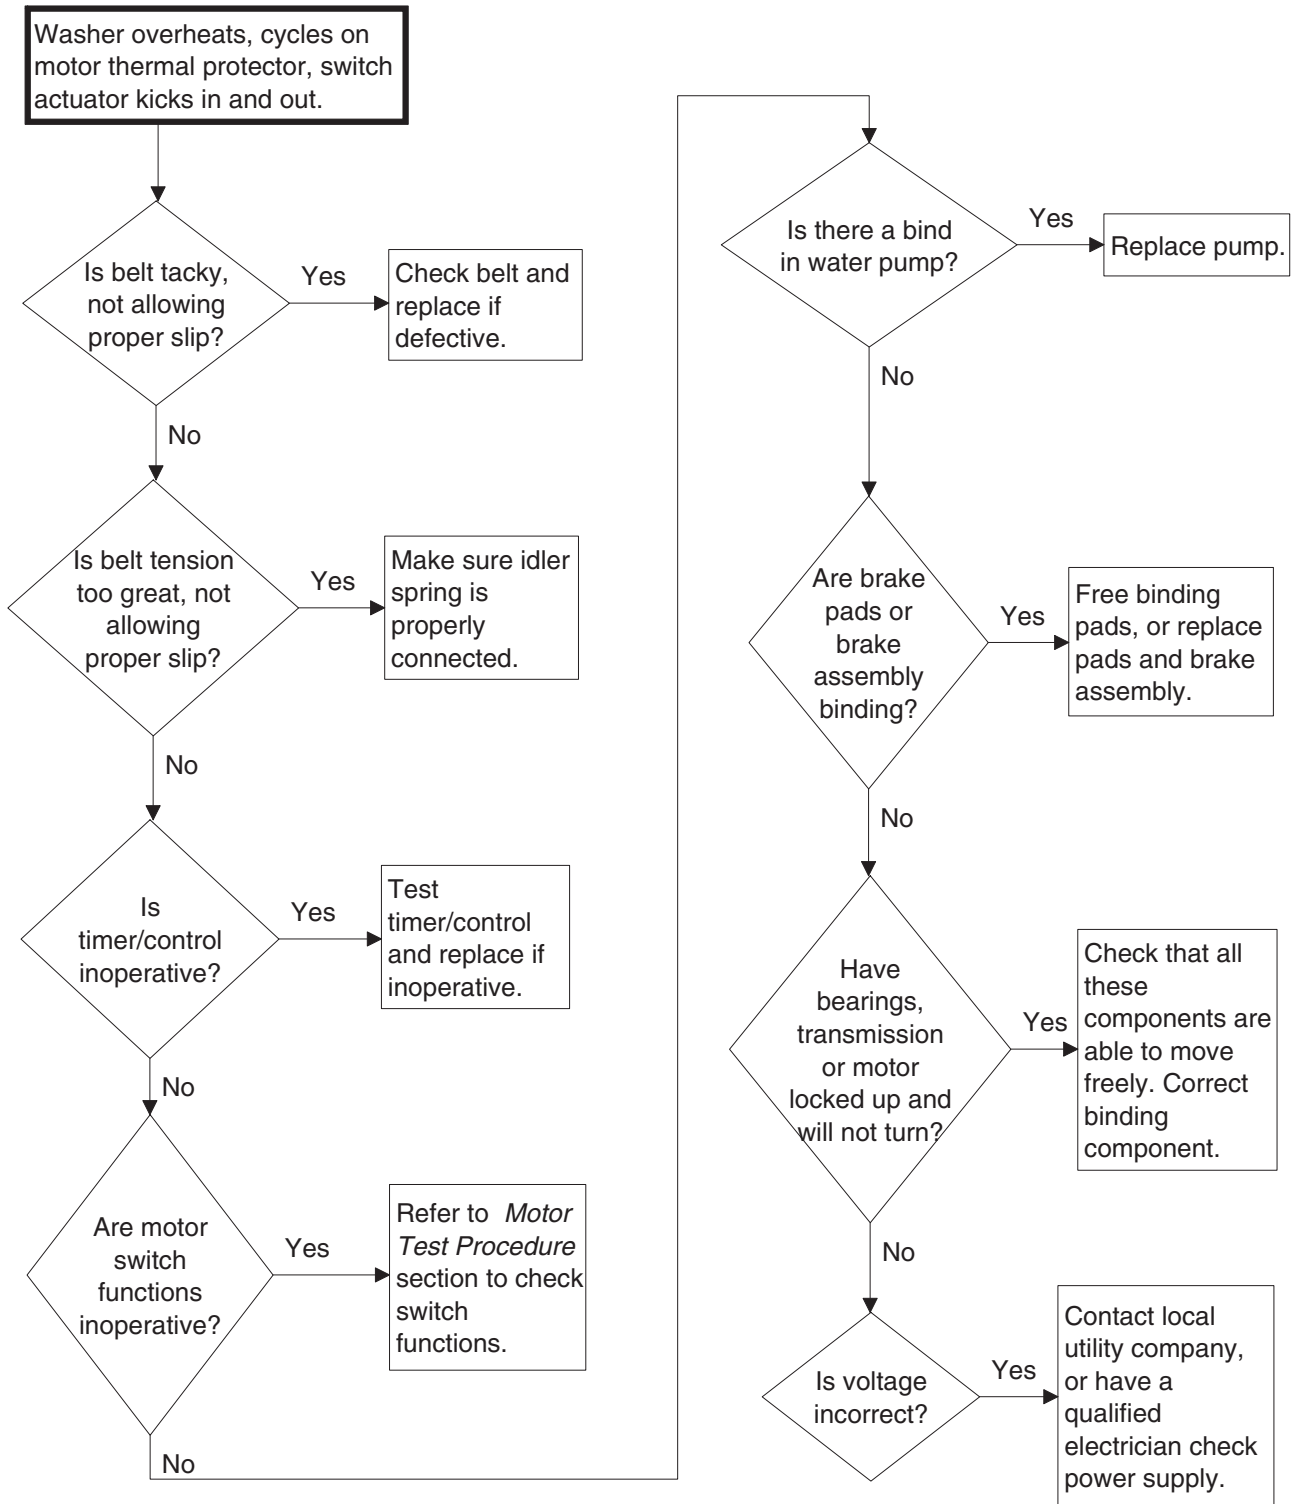 Washer overheats, cycles on
motor thermal protector, switch
actuator kicks in and out.
Is belt tacky,
not allowing
proper slip?
Yes
Check belt and
replace if
defective.
No
Is belt tension
too great, not
allowing
proper slip?
Yes
Make sure idler
spring is
properly
connected.
No
Is
timer/control
inoperative?
Yes
Test
timer/control
and replace if
inoperative.
No
Are motor
switch
functions
inoperative?
Yes
Refer to Motor
Test Procedure
section to check
switch
functions.
No
Is there a bind
in water pump?
Yes
Replace pump.
No
Are brake
pads or
brake
assembly
binding?
Yes
Free binding
pads, or replace
pads and brake
assembly.
No
Have
bearings,
transmission
or motor
locked up and
will not turn?
Yes
Check that all
these
components are
able to move
freely. Correct
binding
component.
No
Is voltage
incorrect?
Yes
Contact local
utility company,
or have a
qualified
electrician check
power supply.